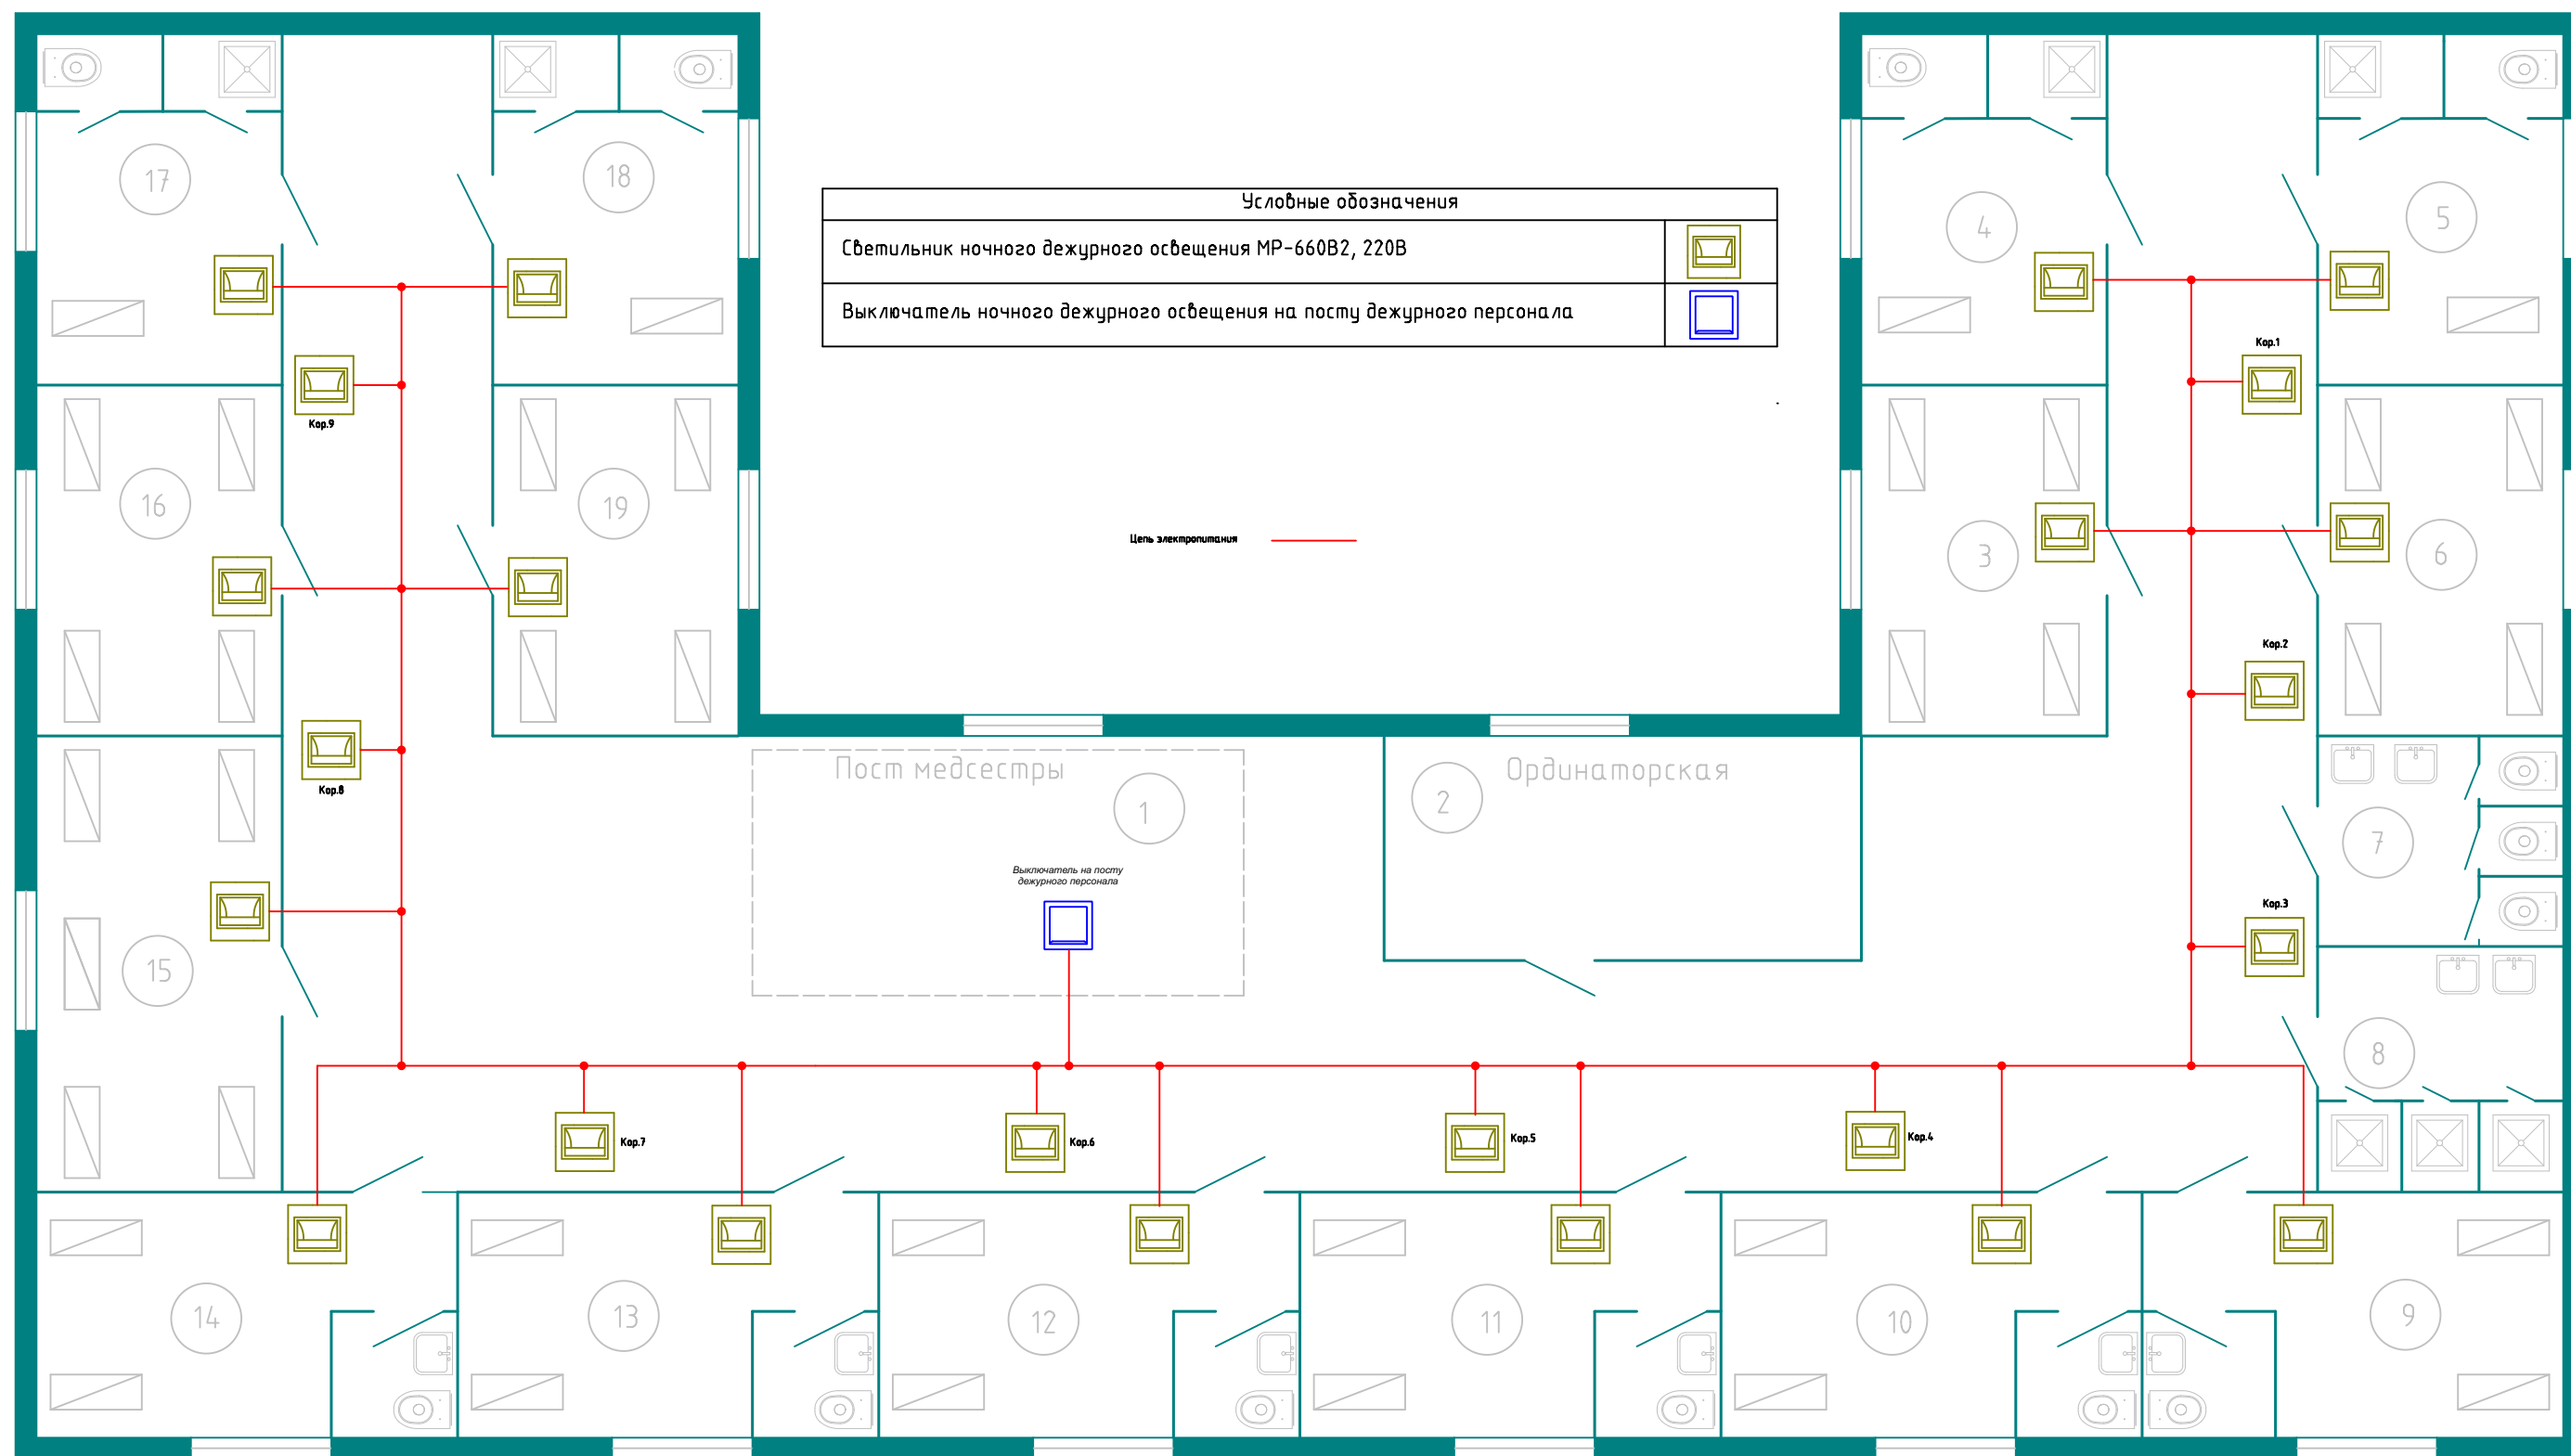 17
18
4
5
Условные обозначения
Светильник ночного дежурного освещения МР-660В2, 220В
Выключатель ночного дежурного освещения на посту дежурного персонала
Кор.1
Кор.9
16
19
3
6
Цепь электропитания
Кор.2
Пост медсестры
1
2
Ординаторская
Кор.8
7
Выключатель на посту
дежурного персонала
Кор.3
15
8
Кор.7
Кор.6
Кор.5
Кор.4
14
13
12
11
10
9